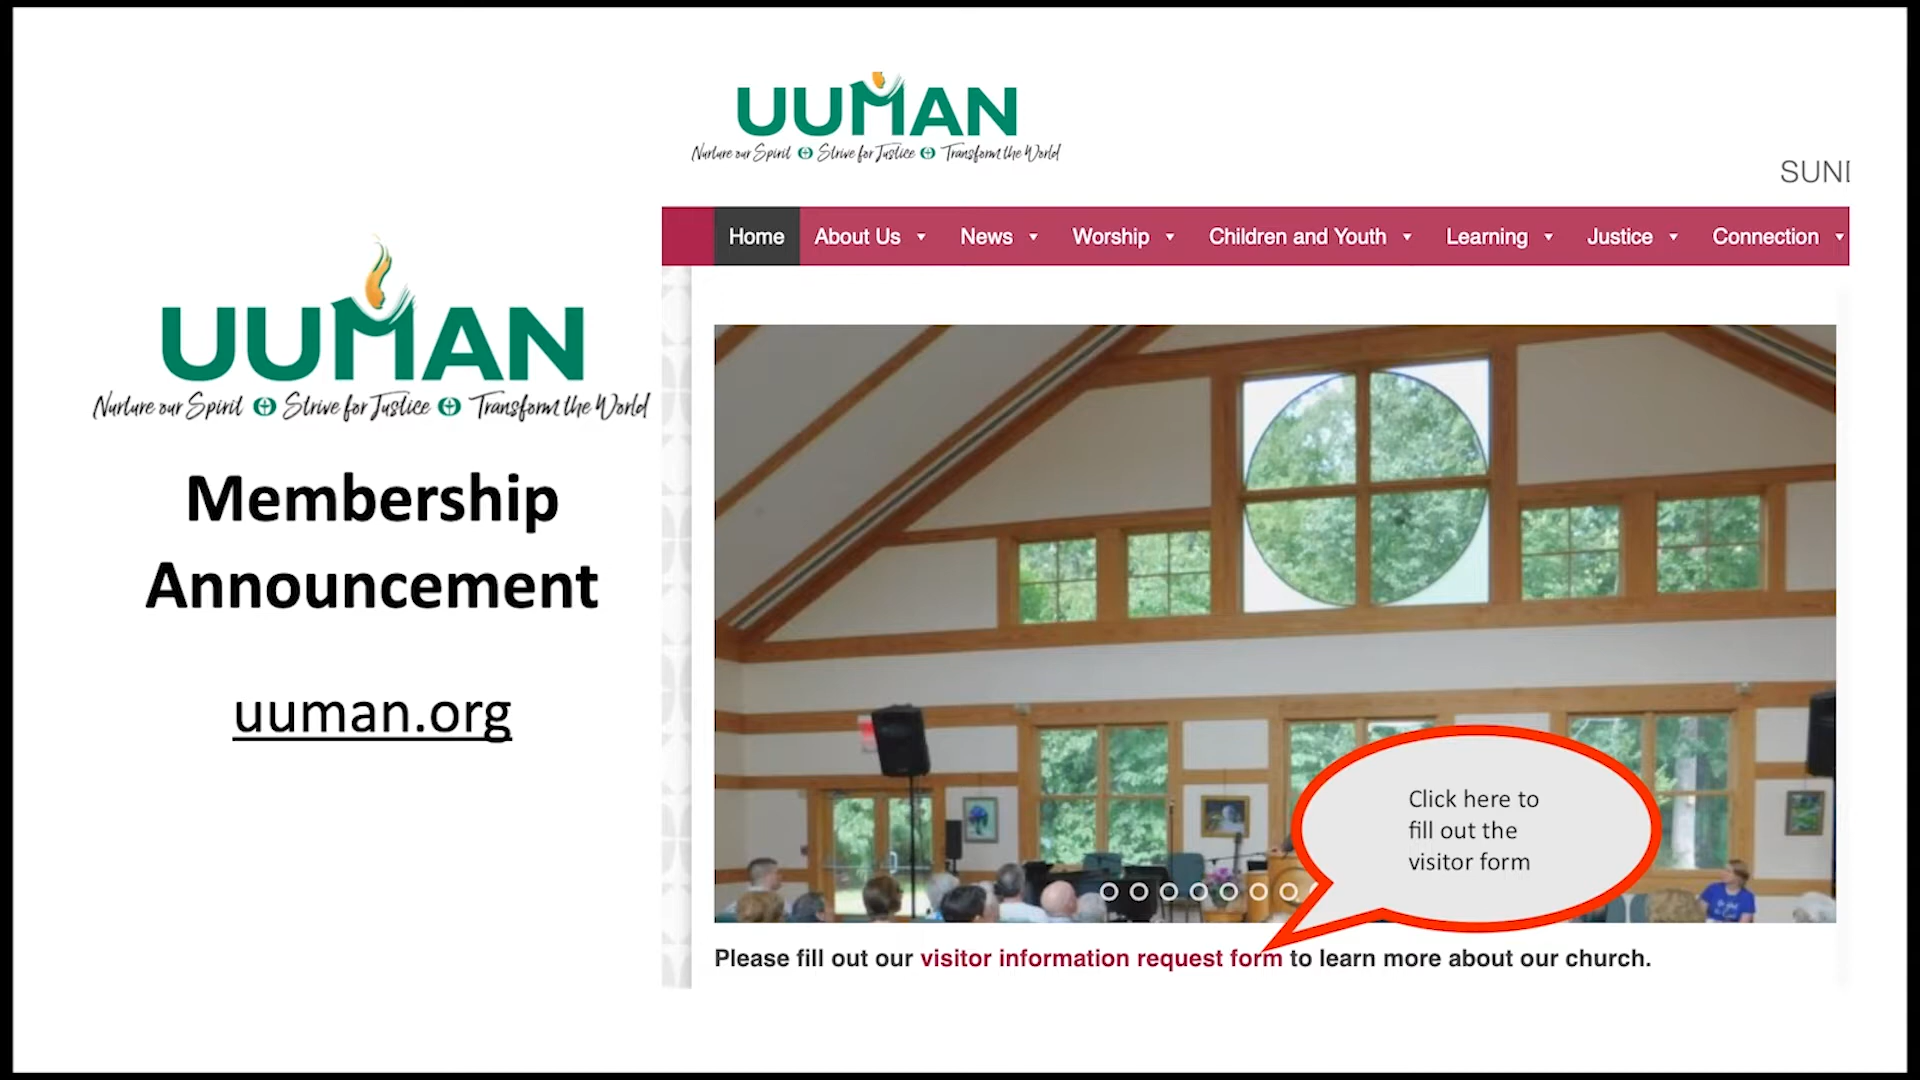 UUMAN
Nurture our Spirit Strive for Justice Transform the World
Membership
Announcement
uuman.org
UUMAN
Nurture our Spirit Strive for Justice Transform the World
Home About Us News Worship Children and Youth Learning Justice Connection
Click here to
fill out the
visitor form
Please fill out our visitor information request form to learn more about our church.